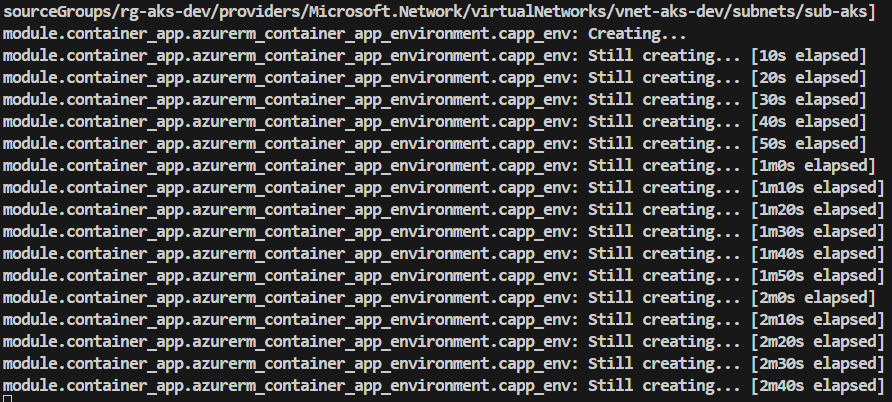 sourceGroups/rg-aks-dev/providers/Microsoft.Network/virtualNetworks/vnet-aks-dev/subnets/sub-aks]
module.container_app.azurerm_container_app_environment.capp_env: Creating...
module.container_app.azurerm_container_app_environment.capp_env: Still creating... [10s elapsed]
module.container_app.azurerm_container_app_environment.capp_env: Still creating... [20s elapsed]
module.container_app.azurerm_container_app_environment.capp_env: Still creating... [30s elapsed]
module.container_app.azurerm_container_app_environment.capp_env: Still creating... [40s elapsed]
module.container_app.azurerm_container_app_environment.capp_env: Still creating... [50s elapsed]
module.container_app.azurerm_container_app_environment.capp_env: Still creating... [1m0s elapsed]
module.container_app.azurerm_container_app_environment.capp_env: Still creating... [1m10s elapsed]
module.container_app.azurerm_container_app_environment.capp_env: Still creating... [1m20s elapsed]
module.container_app.azurerm_container_app_environment.capp_env: Still creating... [1m30s elapsed]
module.container_app.azurerm_container_app_environment.capp_env: Still creating... [1m40s elapsed]
module.container_app.azurerm_container_app_environment.capp_env: Still creating... [1m50s elapsed]
module.container_app.azurerm_container_app_environment.capp_env: Still creating... [2m0s elapsed]
module.container_app.azurerm_container_app_environment.capp_env: Still creating... [2m10s elapsed]
module.container_app.azurerm_container_app_environment.capp_env: Still creating... [2m20s elapsed]
module.container_app.azurerm_container_app_environment.capp_env: Still creating... [2m30s elapsed]
module.container_app.azurerm_container_app_environment.capp_env: Still creating... [2m40s elapsed]